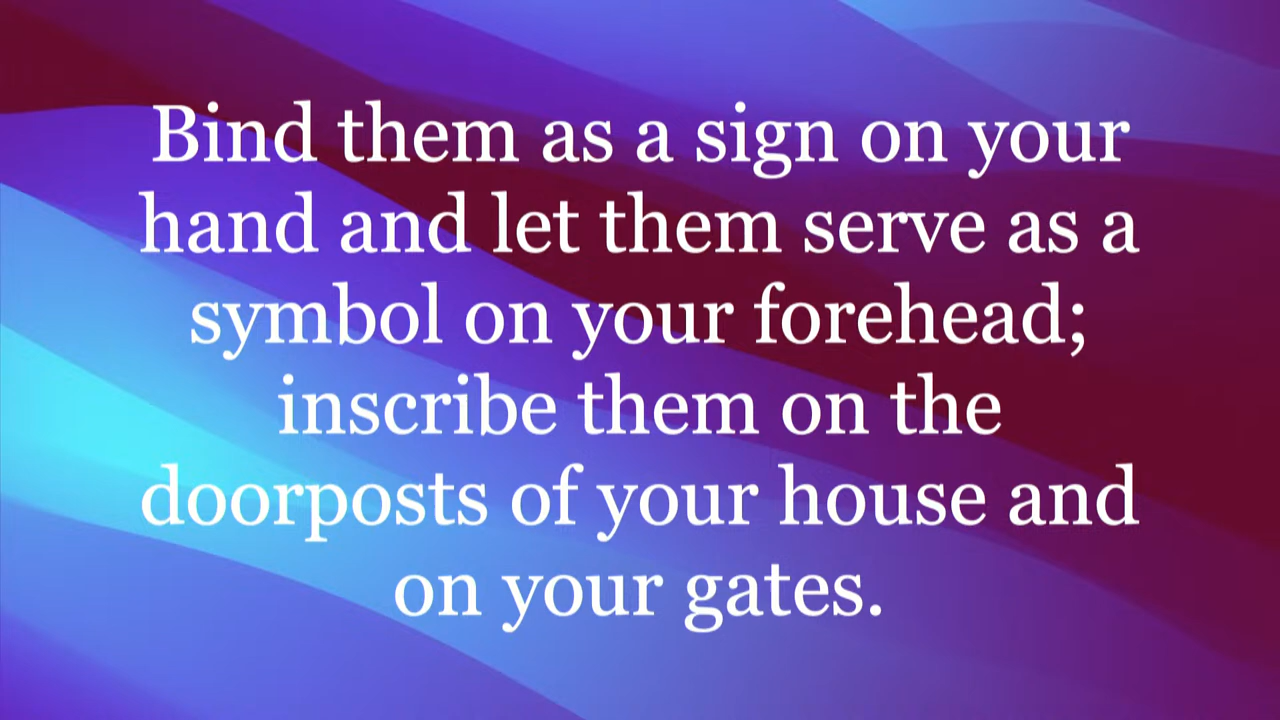 Bind them as a sign on your
hand and let them serve as a
symbol on your forehead;
inscribe them on the
doorposts of your house and
on your gates.